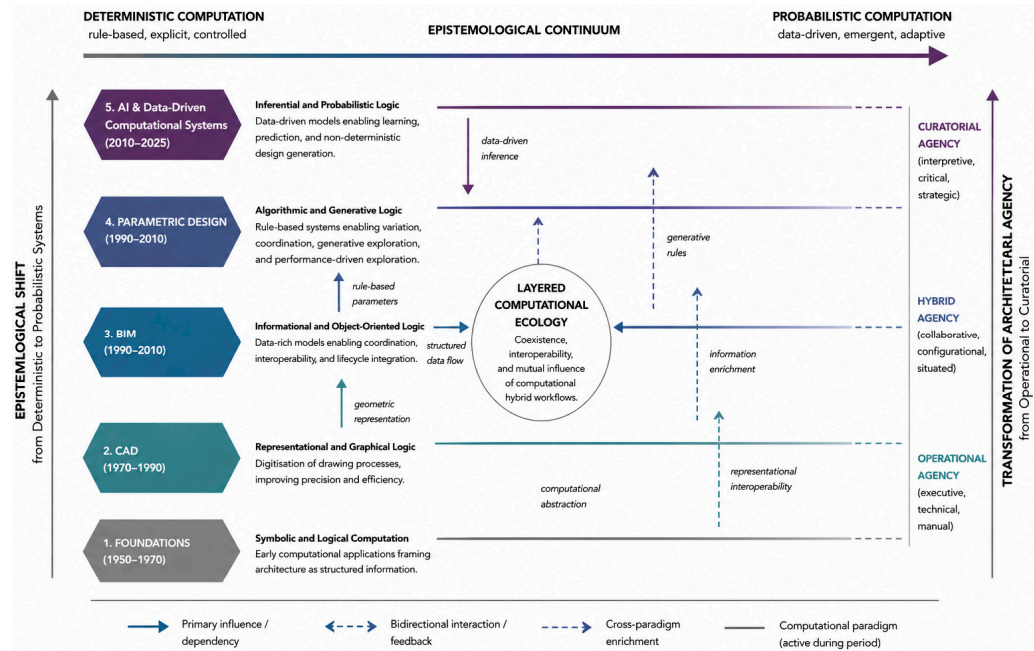 DETERMINISTIC COMPUTATION
rule-based, explicit, controlled
EPISTEMOLOGICAL CONTINUUM
PROBABILISTIC COMPUTATION
data-driven, emergent, adaptive
EPISTEMLOGICAL SHIFT
from Deterministic to Probabilistic Systems
5. AI & Data-Driven
Computational Systems
(2010–2025)
Inferential and Probabilistic Logic
Data-driven models enabling learning,
prediction, and non-deterministic
design generation.
data-driven
inference
4. PARAMETRIC DESIGN
(1990–2010)
Algorithmic and Generative Logic
Rule-based systems enabling variation,
coordination, generative exploration,
and performance-driven exploration.
generative
rules
rule-based
parameters
3. BIM
(1990–2010)
Informational and Object-Oriented Logic
Data-rich models enabling coordination,
interoperability, and lifecycle integration.
structured
data flow
LAYERED
COMPUTATIONAL
ECOLOGY
Coexistence,
interoperability,
and mutual influence
of computational
hybrid workflows.
information
enrichment
geometric
representation
2. CAD
(1970–1990)
Representational and Graphical Logic
Digitisation of drawing processes,
improving precision and efficiency.
computational
abstraction
representational
interoperability
1. FOUNDATIONS
(1950–1970)
Symbolic and Logical Computation
Early computational applications framing
architecture as structured information.
CURATORIAL
AGENCY
(interpretive,
critical,
strategic)
HYBRID
AGENCY
(collaborative,
configurational,
situated)
OPERATIONAL
AGENCY
(executive,
technical,
manual)
TRANSFORMATION OF AGENCY
from Operational to Curatorial
Primary influence /
dependency
Bidirectional interaction /
feedback
Cross-paradigm
enrichment
Computational paradigm
(active during period)